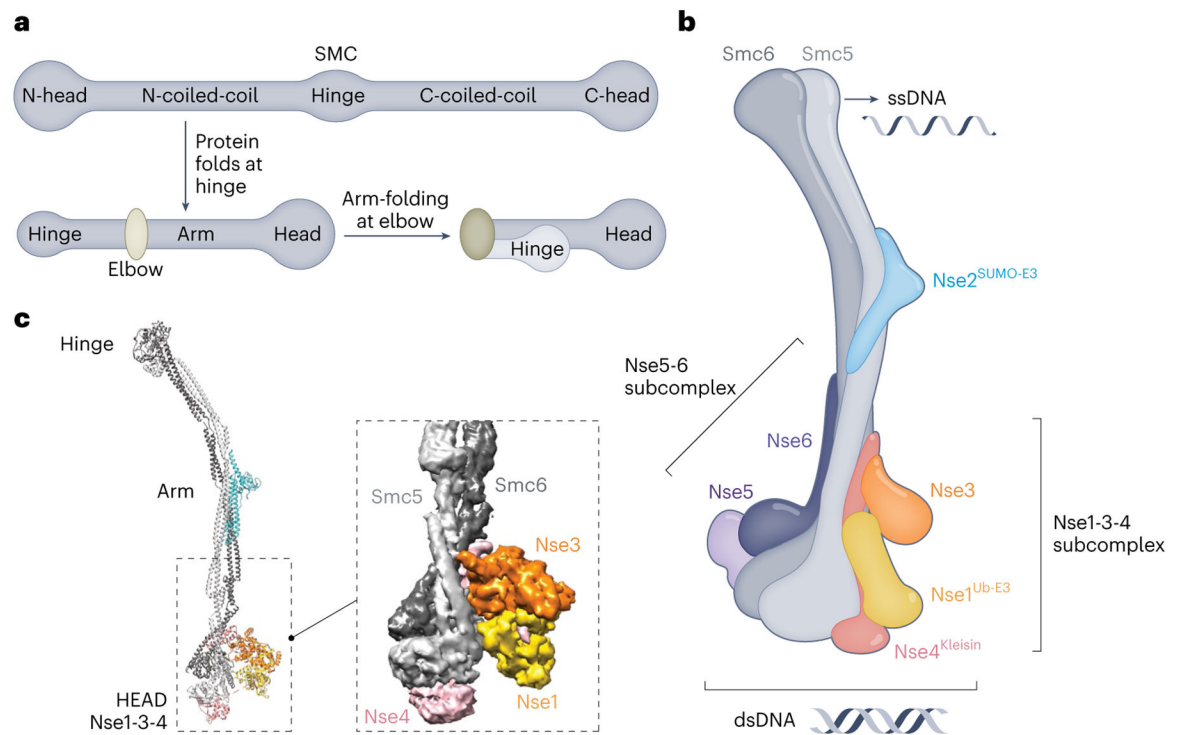 a
SMC
N-head
N-coiled-coil
Hinge
C-coiled-coil
C-head
Protein
folds at
hinge
Hinge
Arm
Head
Elbow
Arm-folding
at elbow
Hinge
Head
b
Smc6
Smc5
ssDNA
Nse2SUMO-E3
Nse5-6
subcomplex
Nse6
Nse5
Nse3
Nse1-3-4
subcomplex
Nse1Ub-E3
Nse4Kleisin
dsDNA
c
Hinge
Arm
HEAD
Nse1-3-4
Smc5
Smc6
Nse3
Nse1
Nse4